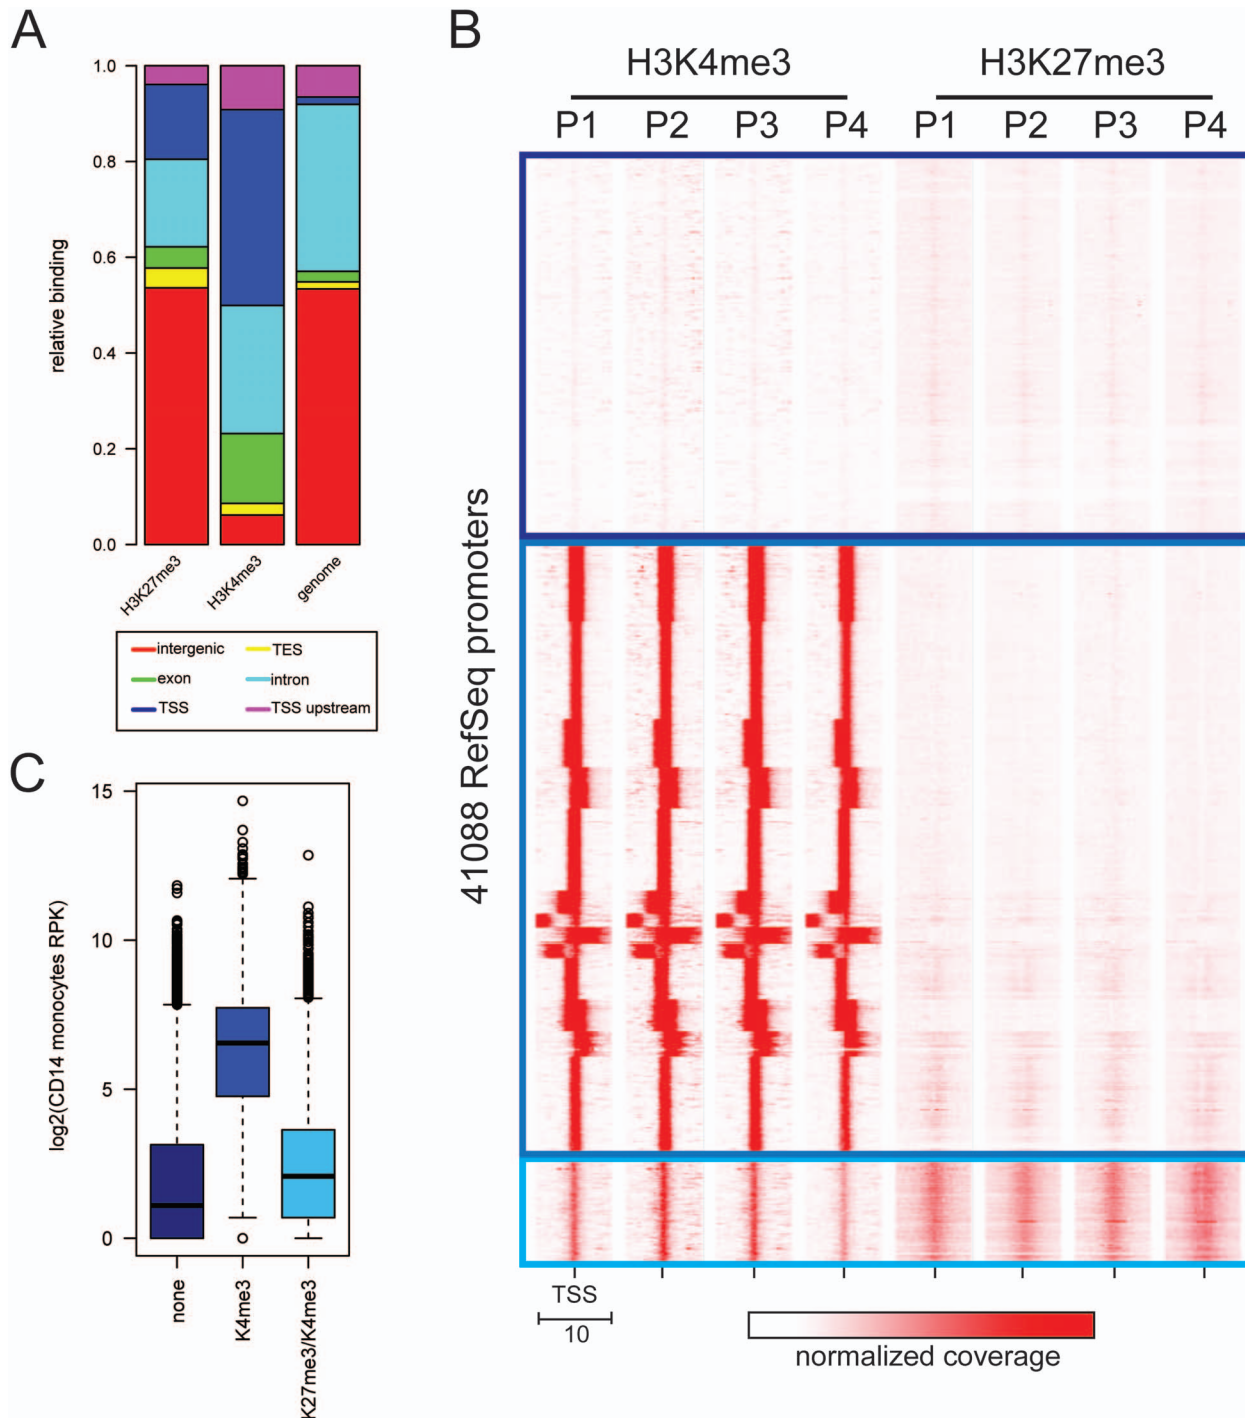 A
1.0
0.8
0.6
0.4
0.2
0.0
relative binding
H3K27me3
H3K4me3
genome
intergenic
TES
exon
intron
TSS
TSS upstream
B
H3K4me3
H3K27me3
P1 P2 P3 P4 P1 P2 P3 P4
41088 RefSeq promoters
TSS
10
normalized coverage
C
15
10
5
0
log2(CD14 monocytes RPK)
none
K4me3
K27me3/K4me3